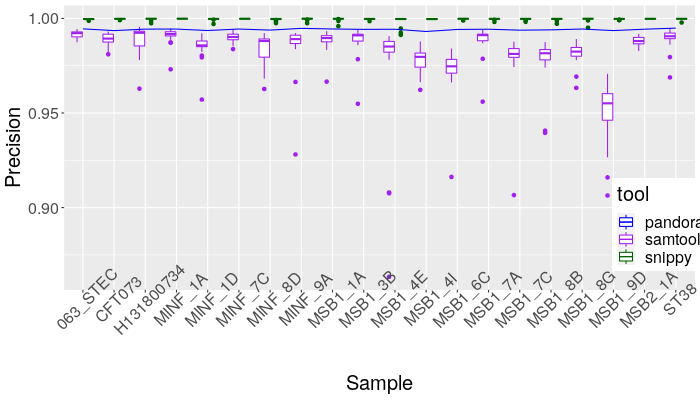 1.00
0.95
0.90
Precision
063_STEC
CFT073
H131800734
MINF_1A
MINF_1D
MINF_7C
MINF_8D
MINF_9A
MSB1_1A
MSB1_3B
MSB1_4E
MSB1_4I
MSB1_6C
MSB1_7A
MSB1_7C
MSB1_8B
MSB1_8G
MSB1_9D
MSB2_1A
ST38
Sample
tool
pandora
samtool
snippy